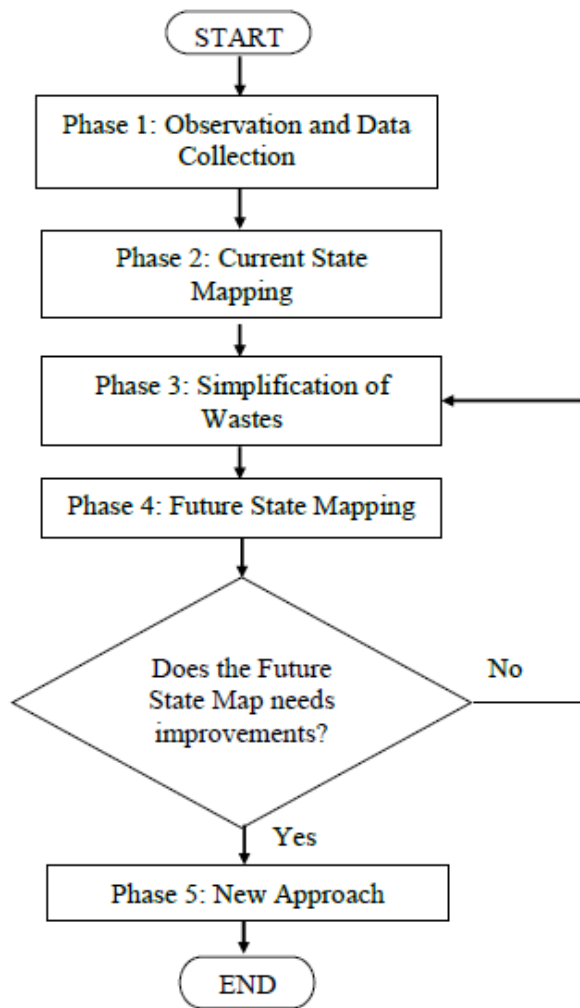 START
Phase 1: Observation and Data
Collection
Phase 2: Current State
Mapping
Phase 3: Simplification of
Wastes
Phase 4: Future State Mapping
Does the Future
State Map needs
improvements?
No
Yes
Phase 5: New Approach
END